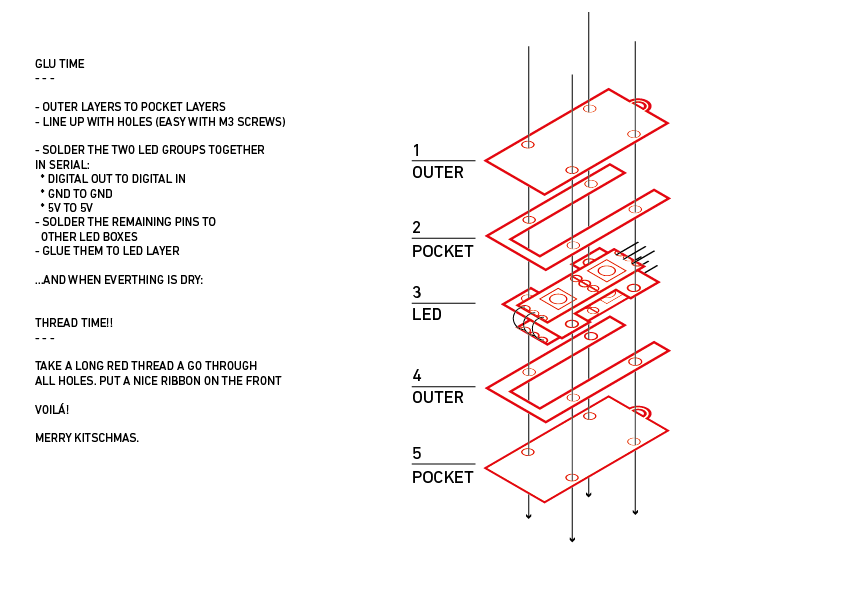 GLU TIME
- - -
- OUTER LAYERS TO POCKET LAYERS
- LINE UP WITH HOLES (EASY WITH M3 SCREWS)
- SOLDER THE TWO LED GROUPS TOGETHER
IN SERIAL:
* DIGITAL OUT TO DIGITAL IN
* GND TO GND
* 5V TO 5V
- SOLDER THE REMAINING PINS TO
OTHER LED BOXES
- GLUE THEM TO LED LAYER
...AND WHEN EVERTHING IS DRY:
THREAD TIME!!
- - -
TAKE A LONG RED THREAD A GO THROUGH
ALL HOLES. PUT A NICE RIBBON ON THE FRONT
VOILÁ!
MERRY KITSCHMAS.
1
OUTER
2
POCKET
3
LED
4
OUTER
5
POCKET